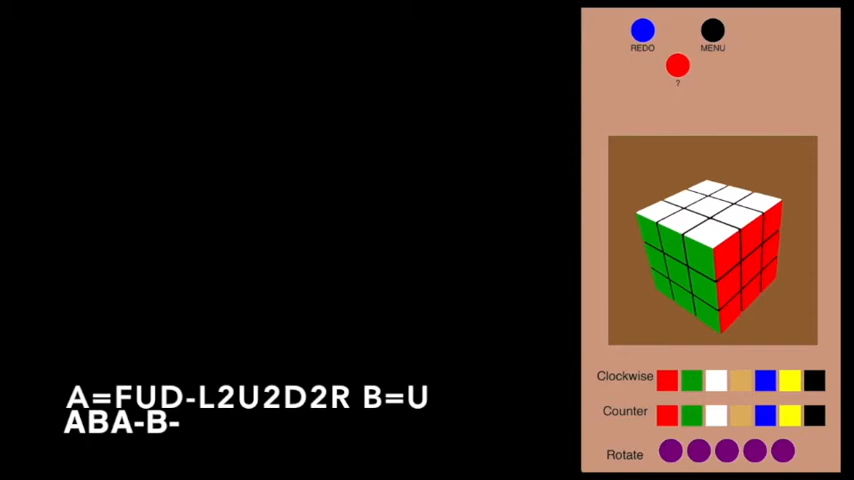 REDO
MENU
?
Clockwise
Counter
Rotate
A=FUD-L2U2D2R B=U
ABA-B-